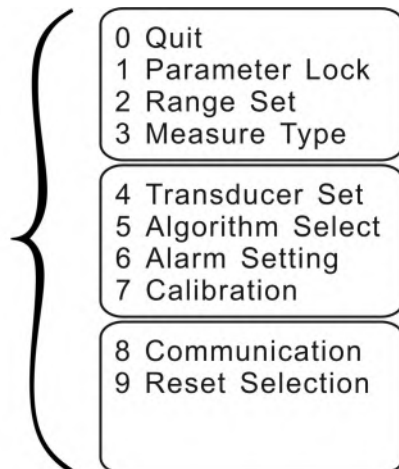 0 Quit
1 Parameter Lock
2 Range Set
3 Measure Type
4 Transducer Set
5 Algorithm Select
6 Alarm Setting
7 Calibration
8 Communication
9 Reset Selection